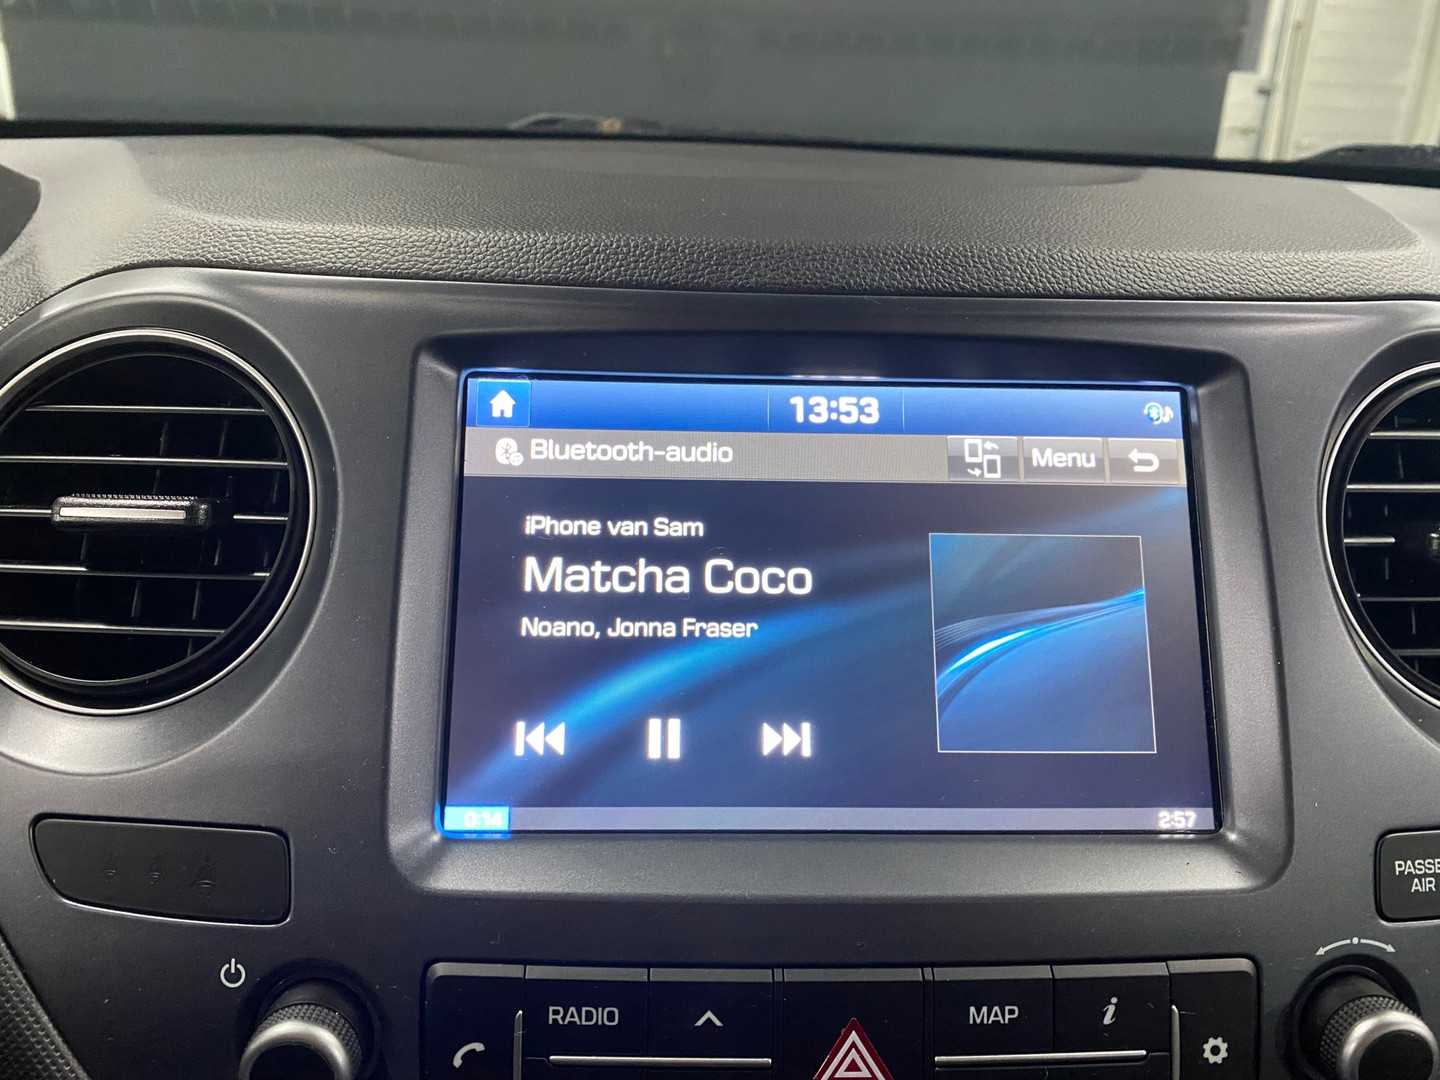 13:53
Bluetooth-audio
Menu
iPhone van Sam
Matcha Coco
Noano, Jonna Fraser
0:14
2:57
PASSE
AIR
RADIO
MAP
i